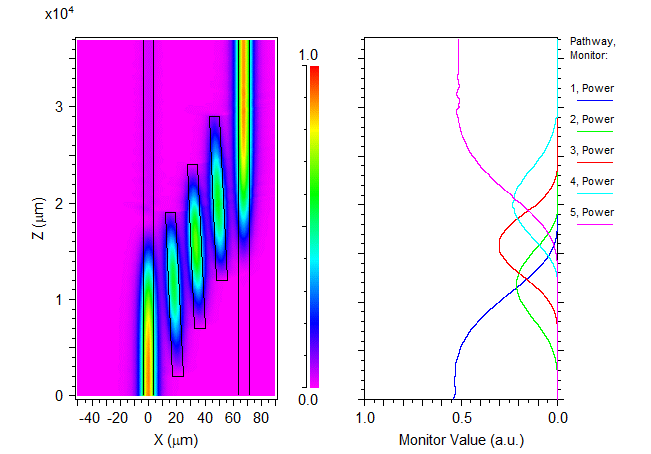 x10⁴
3
2
1
0
Z (µm)
-40 -20 0 20 40 60 80
X (µm)
1.0
0.0
1.0 0.5 0.0
Monitor Value (a.u.)
Pathway,
Monitor:
1, Power
2, Power
3, Power
4, Power
5, Power